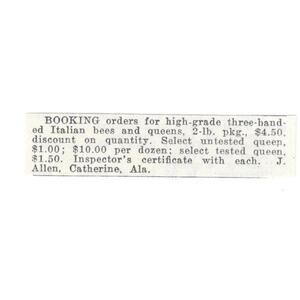 BOOKING orders for high-grade three-band-
ed Italian bees and queens, 2-lb. pkg., $4.50,
discount on quantity. Select untested queen,
$1.00; $10.00 per dozen; select tested queen,
$1.50. Inspector's certificate with each. J.
Allen, Catherine, Ala.